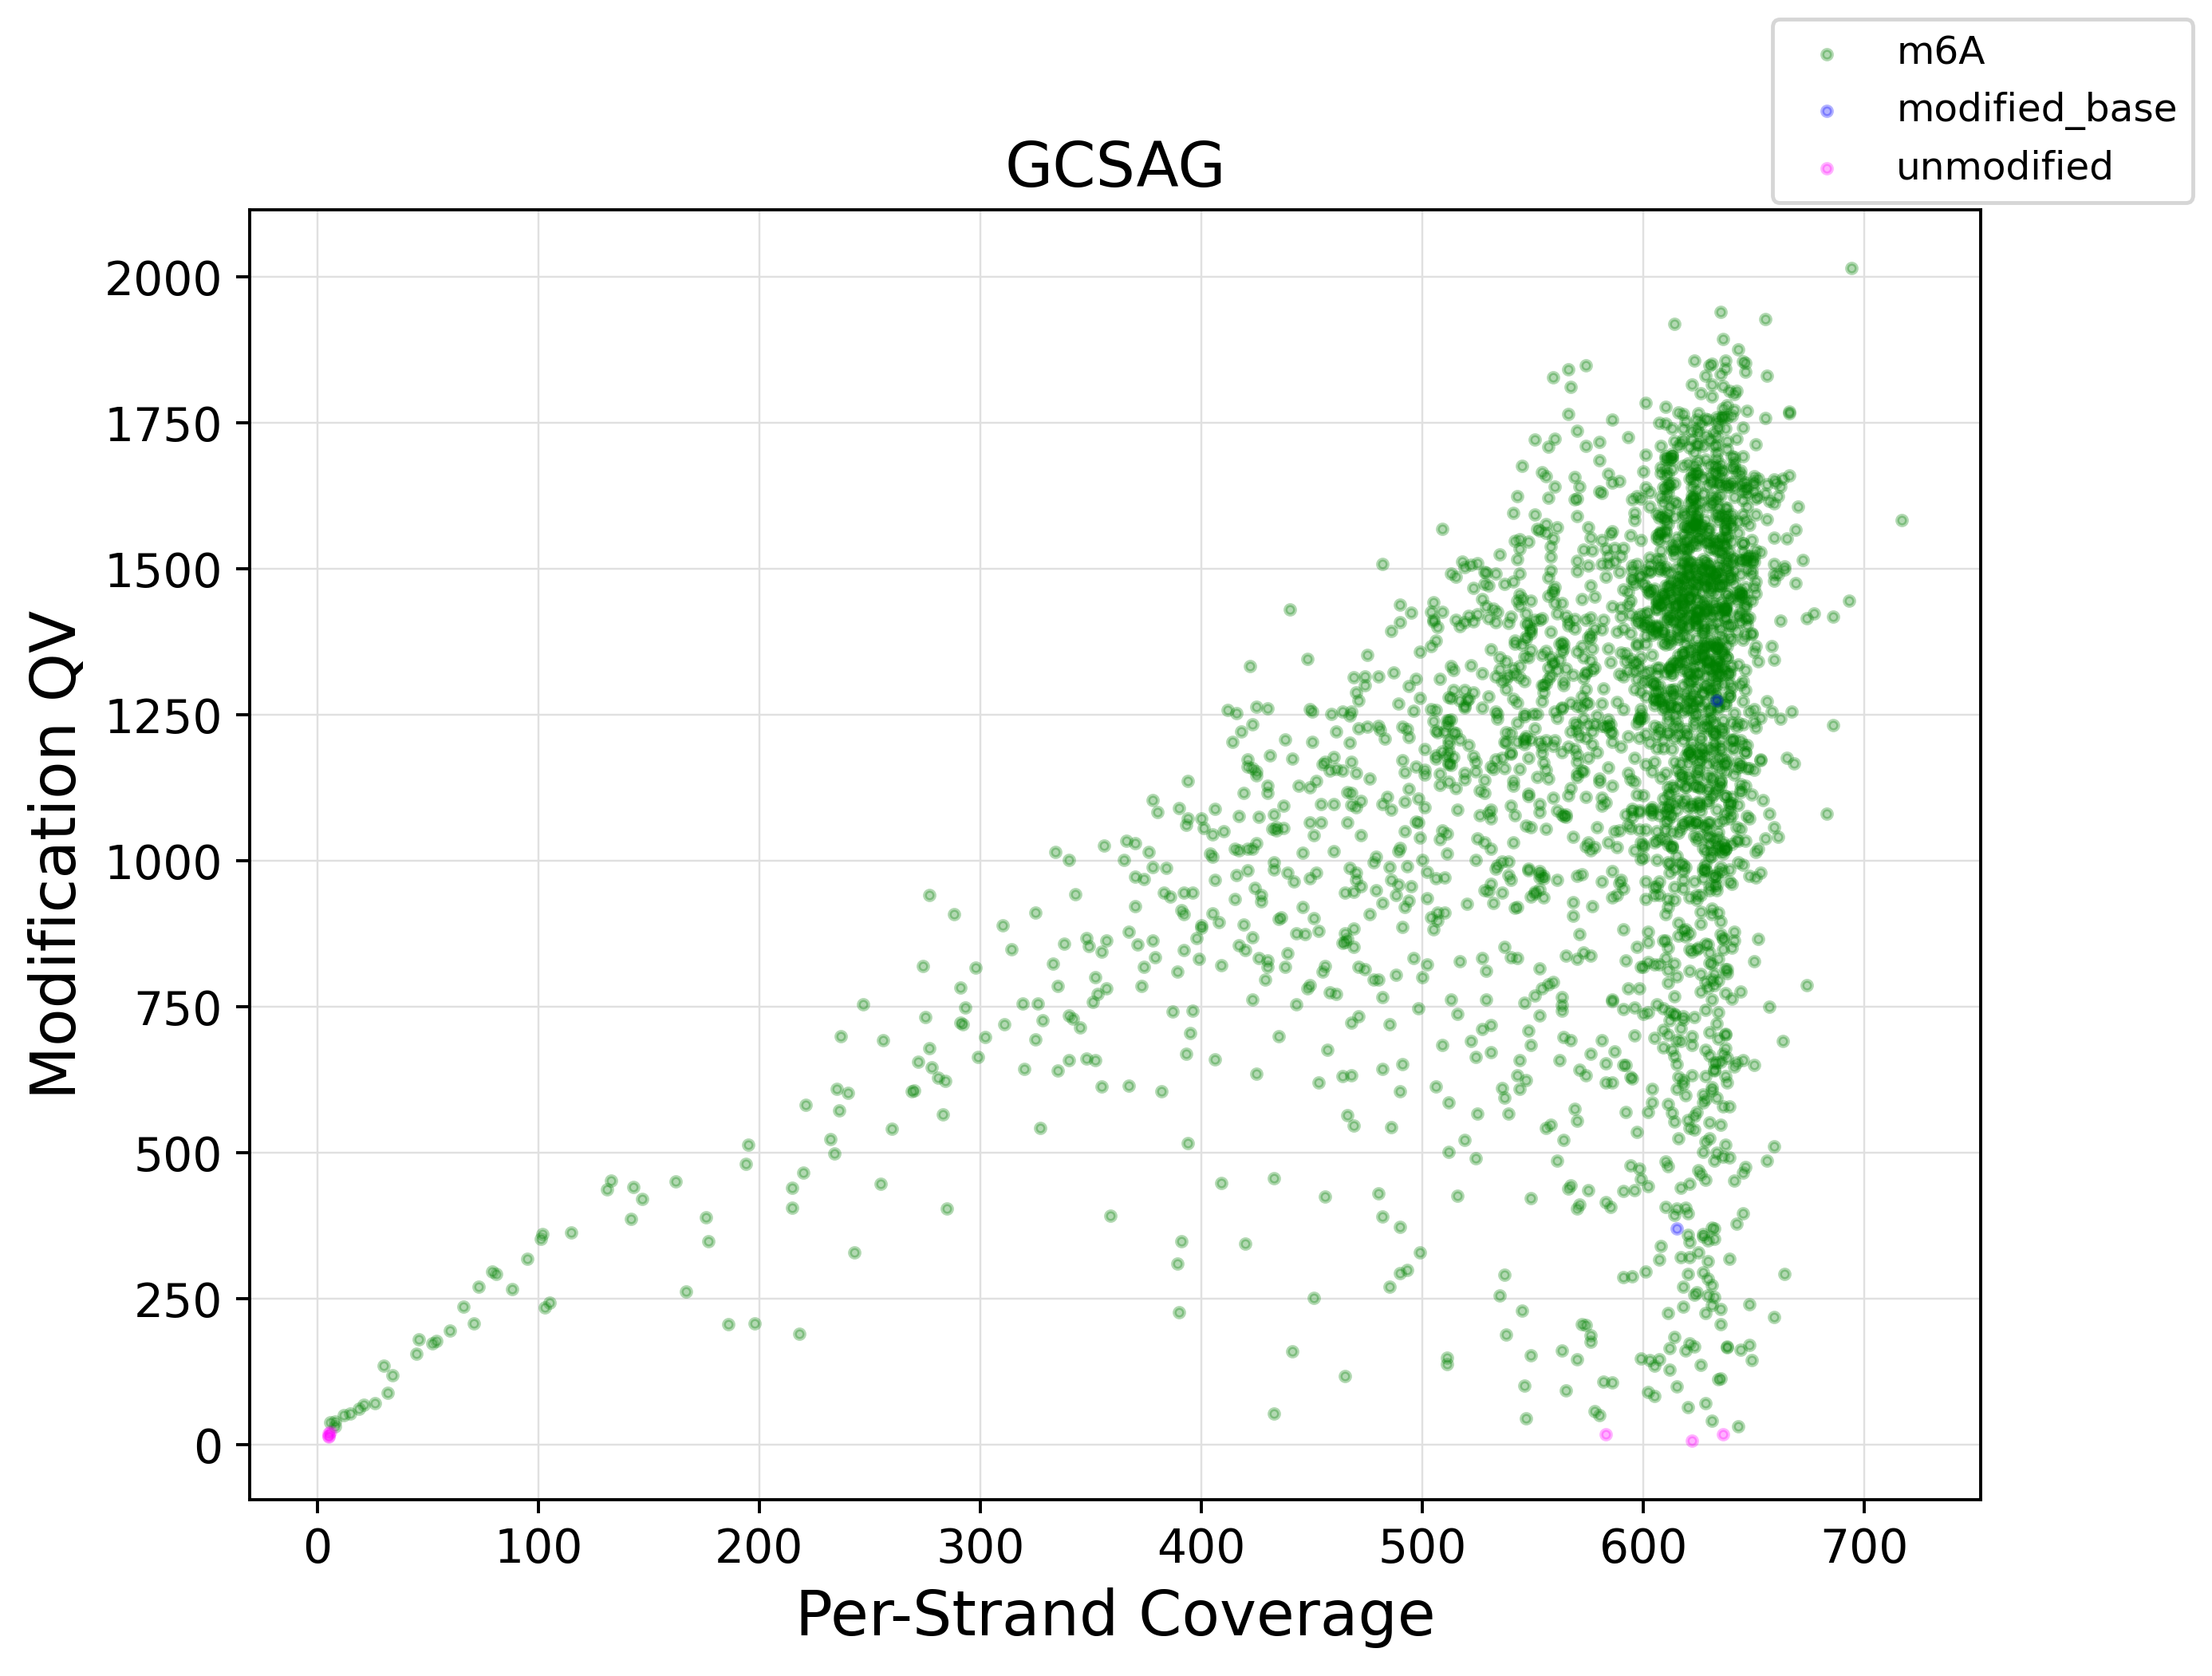 m6A
modified_base
unmodified
GCSAG
Modification QV
2000
1750
1500
1250
1000
750
500
250
0
0 100 200 300 400 500 600 700
Per-Strand Coverage